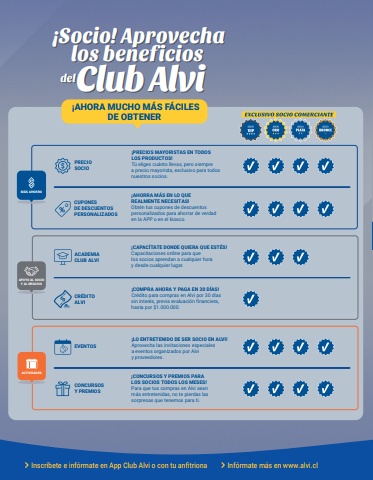 ¡Socio! Aprovecha
los beneficios
del Club Alvi
¡AHORA MUCHO MÁS FÁCILES
DE OBTENER
EXCLUSIVO SOCIO COMERCIANTE
TOP
ORO
PLATA
BRONCE
MÁS AHORRO
PRECIO
SOCIO
¡PRECIOS MAYORISTAS EN TODOS
LOS PRODUCTOS!
Tú eliges cuánto llevas, pero siempre
a precio mayorista, exclusivo para todos
nuestros socios.
CUPONES
DE DESCUENTOS
PERSONALIZADOS
¡AHORRA MÁS EN LO QUE
REALMENTE NECESITAS!
Obtén tus cupones de descuentos
personalizados para ahorrar de verdad
en la APP o en el kiosco.
APOYO AL SOCIO
Y SU NEGOCIO
ACADEMIA
CLUB ALVI
¡CAPACÍTATE DONDE QUIERA QUE ESTÉS!
Capacitaciones online para que
los socios aprendan a cualquier hora
y desde cualquier lugar.
CRÉDITO
ALVI
¡COMPRA AHORA Y PAGA EN 30 DÍAS!
Crédito para compras en Alvi por 30 días
sin interés, previa evaluación financiera,
hasta por $1.000.000
ACTIVIDADES
EVENTOS
¡LO ENTRETENIDO DE SER SOCIO EN ALVI!
Aprovecha las invitaciones especiales
a eventos organizados por Alvi
y proveedores.
CONCURSOS
Y PREMIOS
¡CONCURSOS Y PREMIOS PARA
LOS SOCIOS TODOS LOS MESES!
Para que tus compras en Alvi sean
más entretenidas, no te pierdas las
sorpresas que tenemos para ti.
Inscríbete e infórmate en App Club Alvi o con tu anfitriona
Infórmate más en www.alvi.cl